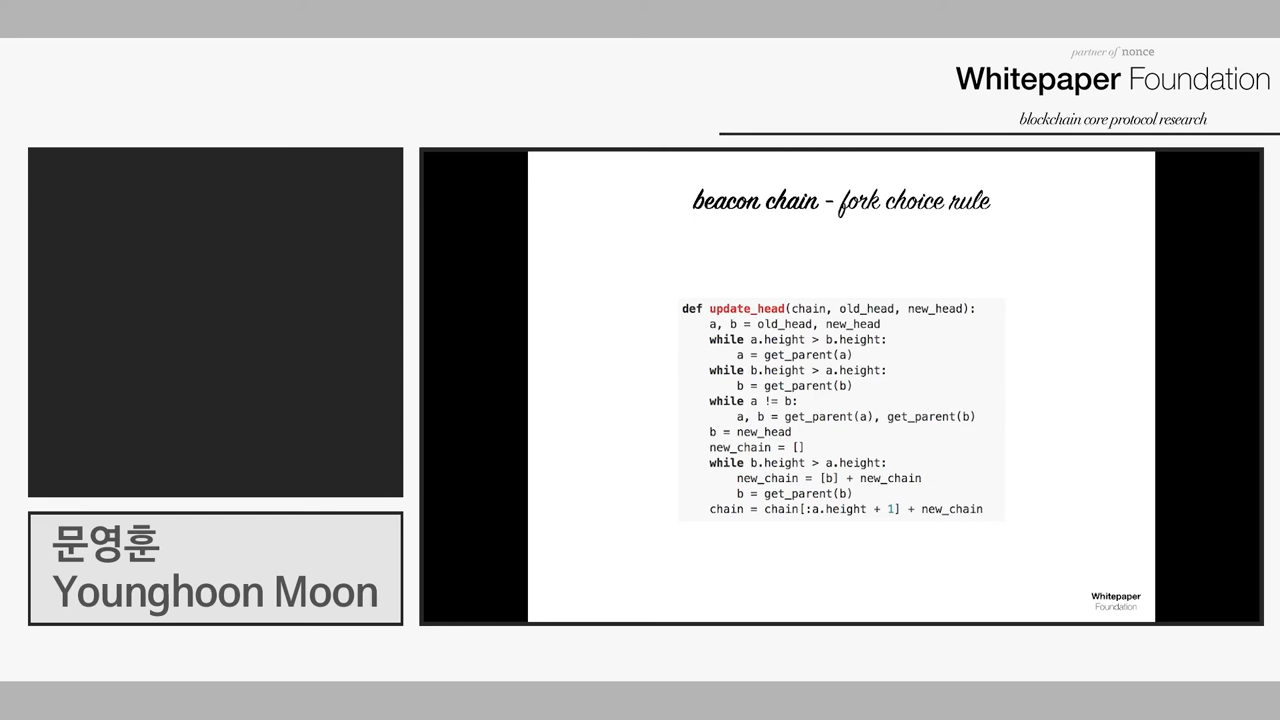 partner of nonce
Whitepaper Foundation
blockchain core protocol research
beacon chain - fork choice rule
def update_head(chain, old_head, new_head):
    a, b = old_head, new_head
    while a.height > b.height:
        a = get_parent(a)
    while b.height > a.height:
        b = get_parent(b)
    while a != b:
        a, b = get_parent(a), get_parent(b)
    b = new_head
    new_chain = []
    while b.height > a.height:
        new_chain = [b] + new_chain
        b = get_parent(b)
    chain = chain[:a.height + 1] + new_chain
Whitepaper
Foundation
문영훈
Younghoon Moon